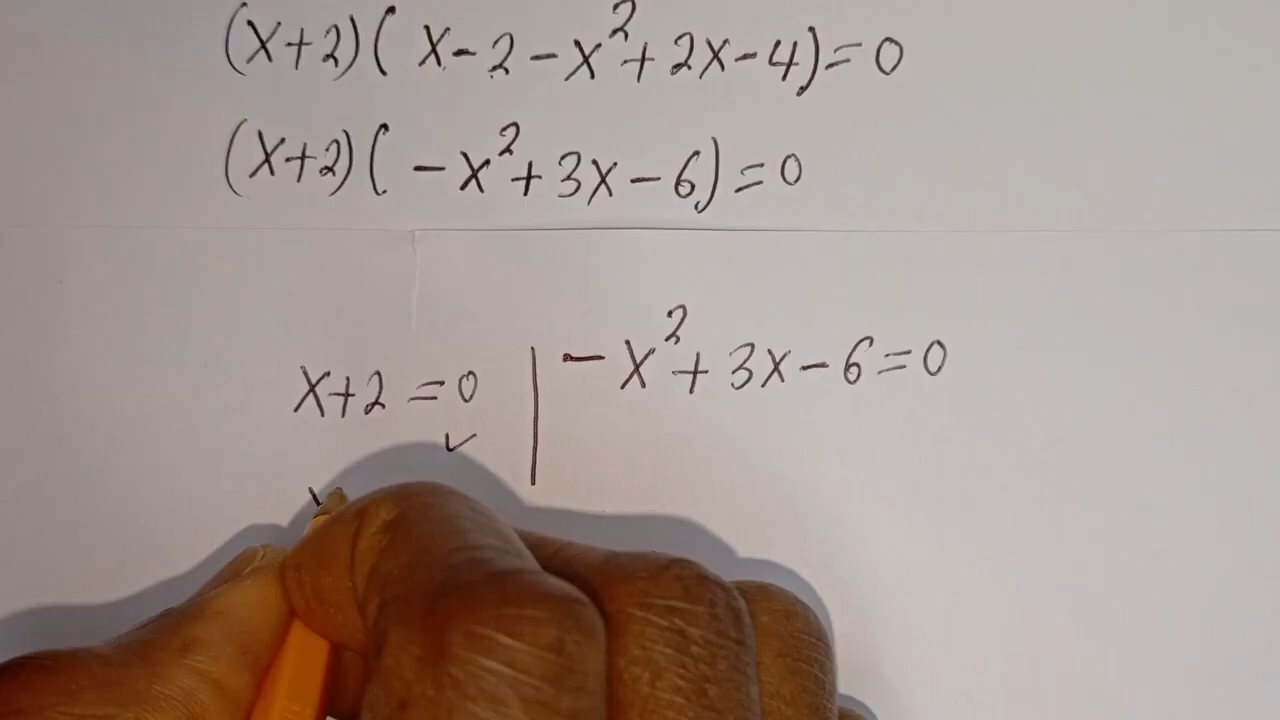 (x+2)(x-2-x²+2x-4)=0
(x+2)(-x²+3x-6)=0
x+2=0 | -x²+3x-6=0